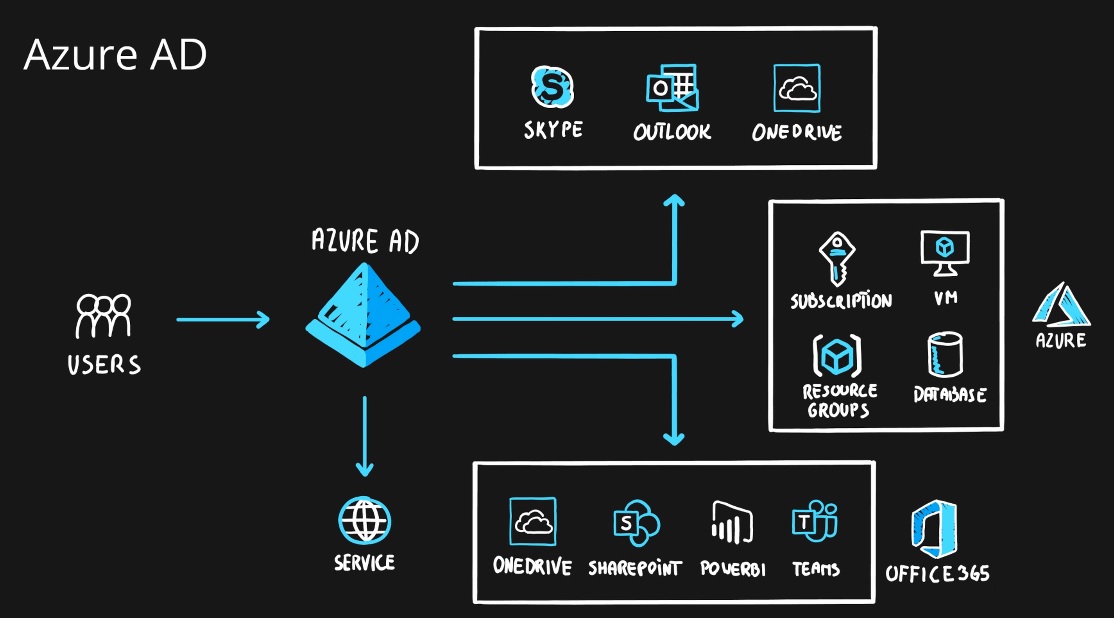 Azure AD
SKYPE
OUTLOOK
ONEDRIVE
AZURE AD
USERS
SUBSCRIPTION
VM
RESOURCE
GROUPS
DATABASE
AZURE
SERVICE
ONEDRIVE
SHAREPOINT
POWERBI
TEAMS
OFFICE365